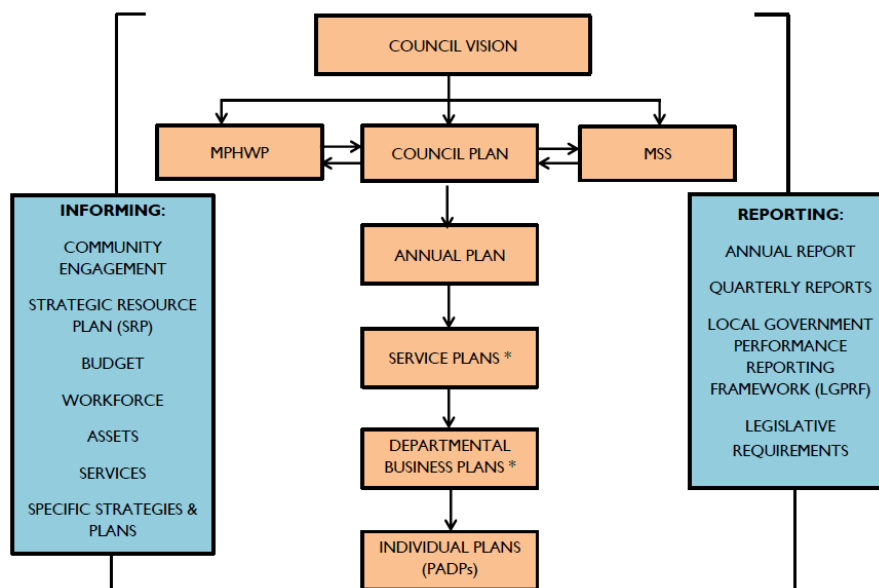 COUNCIL VISION
MPHWP
COUNCIL PLAN
MSS
INFORMING:
COMMUNITY
ENGAGEMENT
STRATEGIC RESOURCE
PLAN (SRP)
BUDGET
WORKFORCE
ASSETS
SERVICES
SPECIFIC STRATEGIES &
PLANS
ANNUAL PLAN
SERVICE PLANS *
DEPARTMENTAL
BUSINESS PLANS *
INDIVIDUAL PLANS
(PADPs)
REPORTING:
ANNUAL REPORT
QUARTERLY REPORTS
LOCAL GOVERNMENT
PERFORMANCE
REPORTING
FRAMEWORK (LGPRF)
LEGISLATIVE
REQUIREMENTS